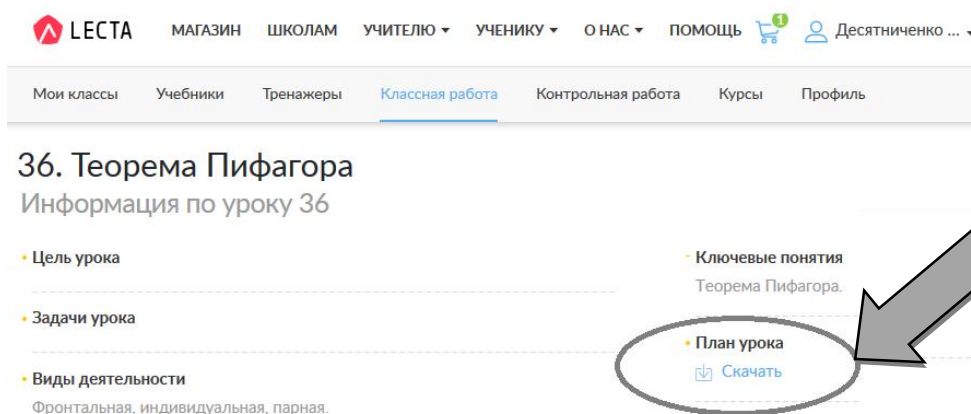 LECTA МАГАЗИН ШКОЛАМ УЧИТЕЛЮ УЧЕНИКУ О НАС ПОМОЩЬ 1 Десятниченко ...
Мои классы Учебники Тренажеры Классная работа Контрольная работа Курсы Профиль
36. Теорема Пифагора
Информация по уроку 36
Цель урока
Задачи урока
Виды деятельности
Фронтальная, индивидуальная, парная.
Ключевые понятия
Теорема Пифагора.
План урока
Скачать